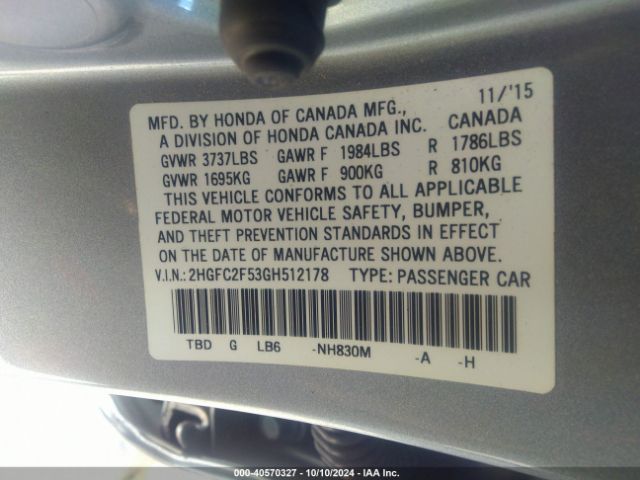 11/'15
MFD. BY HONDA OF CANADA MFG., CANADA
A DIVISION OF HONDA CANADA INC.
GVWR 3737LBS GAWR F 1984LBS R 1786LBS
GVWR 1695KG GAWR F 900KG R 810KG
THIS VEHICLE CONFORMS TO ALL APPLICABLE
FEDERAL MOTOR VEHICLE SAFETY, BUMPER,
AND THEFT PREVENTION STANDARDS IN EFFECT
ON THE DATE OF MANUFACTURE SHOWN ABOVE.
V.I.N.: 2HGFC2F53GH512178 TYPE: PASSENGER CAR
TBD G LB6 -NH830M -A -H
000-40570327 - 10/10/2024 - IAA Inc.